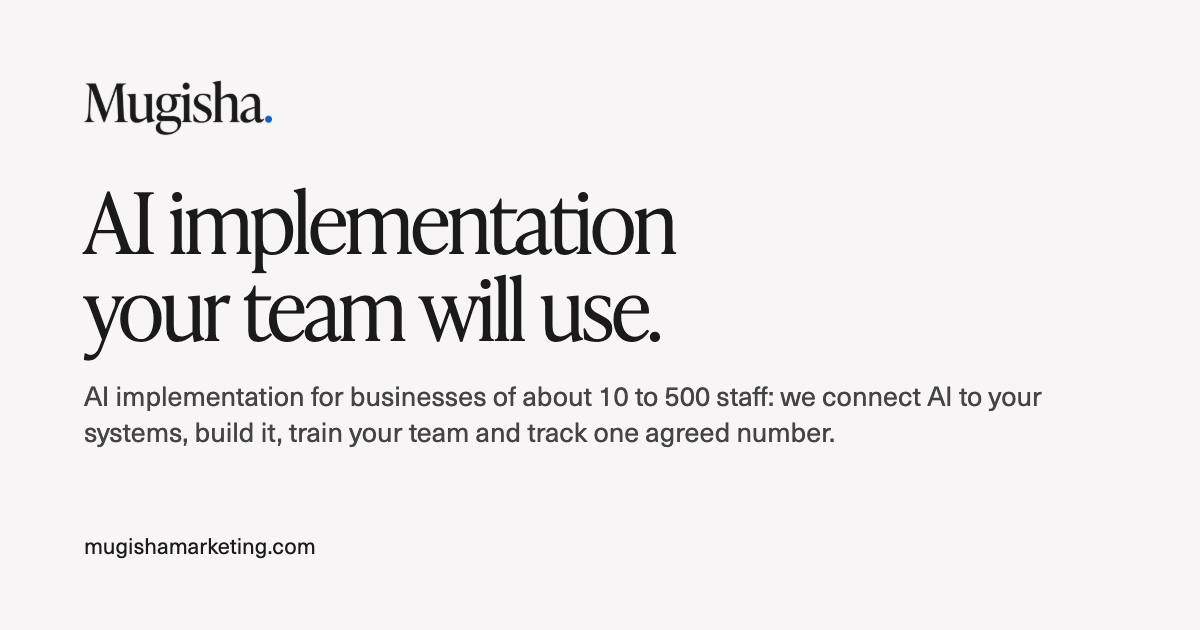 Mugisha.
AI implementation
your team will use.
AI implementation for businesses of about 10 to 500 staff: we connect AI to your
systems, build it, train your team and track one agreed number.
mugishamarketing.com